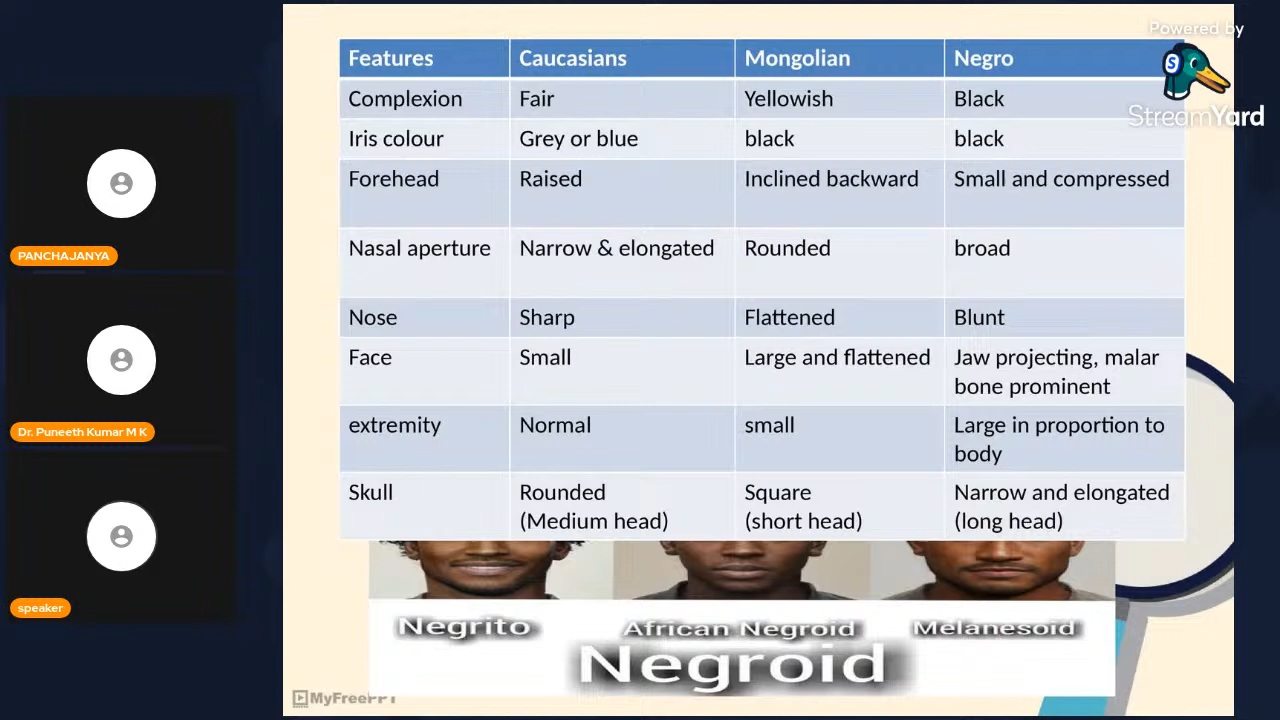 Powered by
StreamYard
Features Caucasians Mongolian Negro
Complexion Fair Yellowish Black
Iris colour Grey or blue black black
Forehead Raised Inclined backward Small and compressed
Nasal aperture Narrow & elongated Rounded broad
Nose Sharp Flattened Blunt
Face Small Large and flattened Jaw projecting, malar
bone prominent
extremity Normal small Large in proportion to
body
Skull Rounded Square Narrow and elongated
(Medium head) (short head) (long head)
Negrito African Negroid Melanesoid
Negroid
MyFreePPT
PANCHAJANYA
Dr. Puneeth Kumar M K
speaker